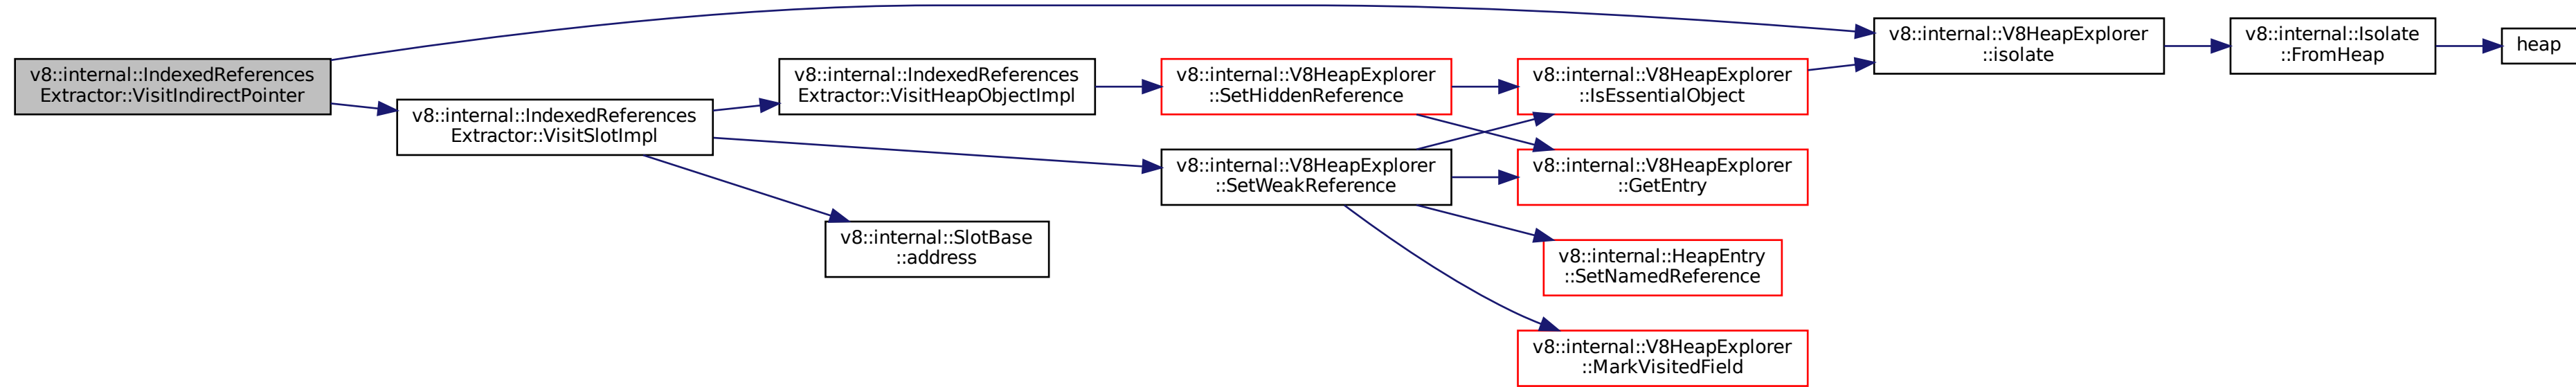 v8::internal::IndexedReferences
Extractor::VisitIndirectPointer
v8::internal::IndexedReferences
Extractor::VisitSlotImpl
v8::internal::IndexedReferences
Extractor::VisitHeapObjectImpl
v8::internal::SlotBase
::address
v8::internal::V8HeapExplorer
::SetHiddenReference
v8::internal::V8HeapExplorer
::SetWeakReference
v8::internal::V8HeapExplorer
::IsEssentialObject
v8::internal::V8HeapExplorer
::GetEntry
v8::internal::HeapEntry
::SetNamedReference
v8::internal::V8HeapExplorer
::MarkVisitedField
v8::internal::V8HeapExplorer
::isolate
v8::internal::Isolate
::FromHeap
heap